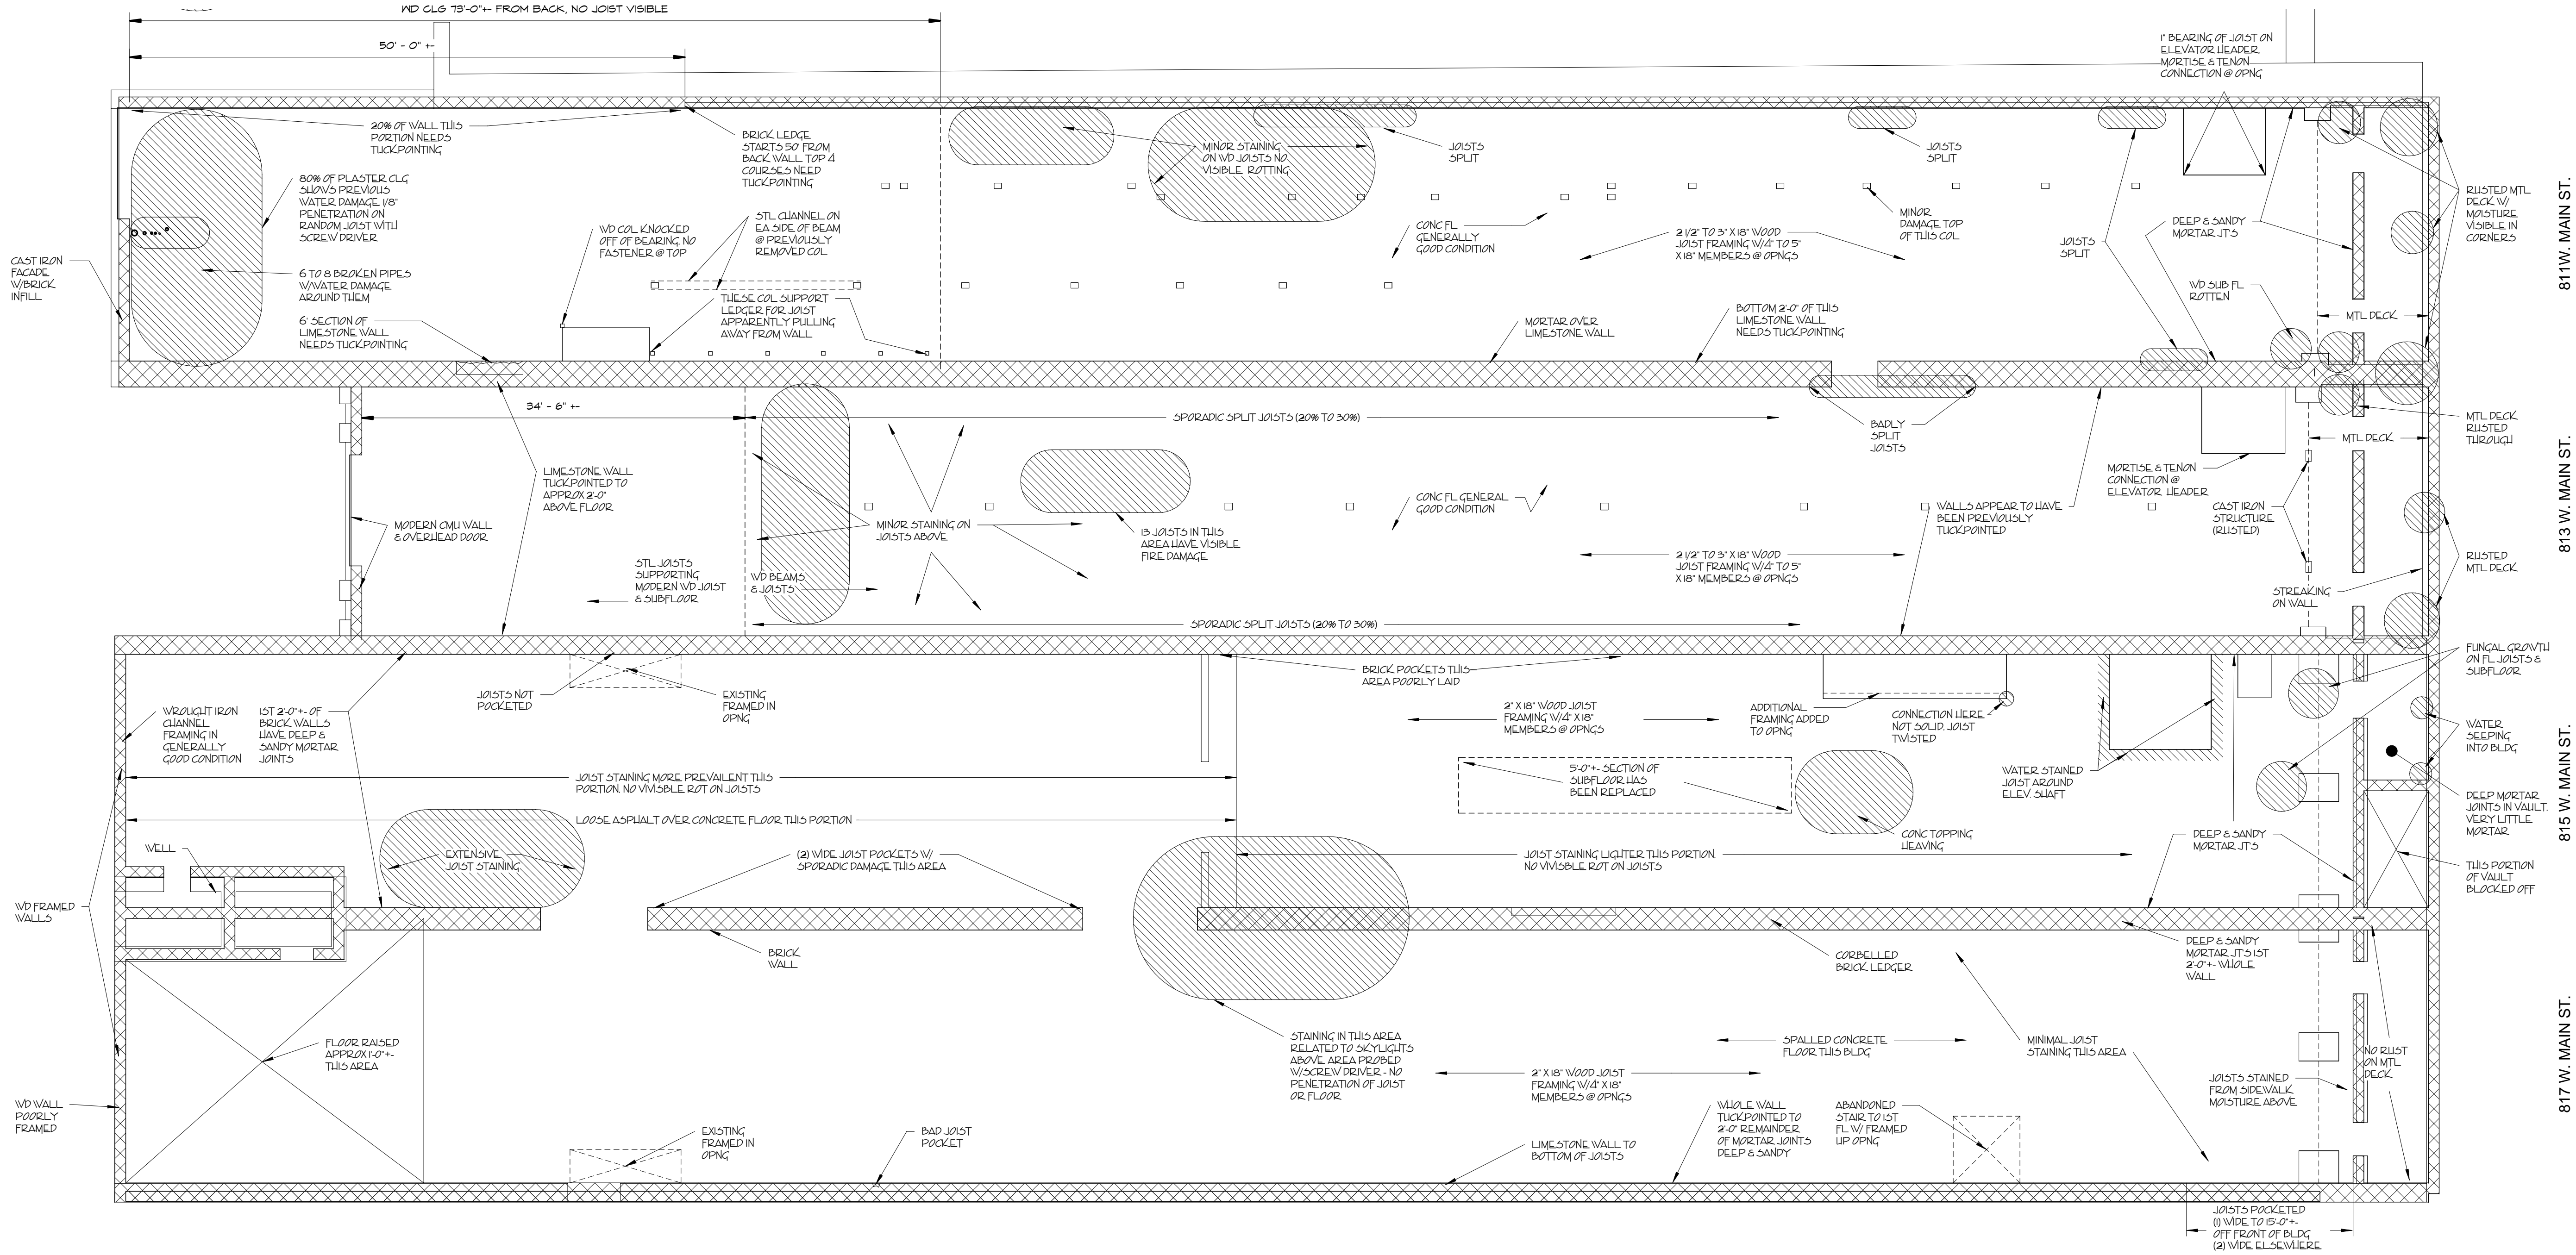 WD CLG 73'-0"+- FROM BACK, NO JOIST VISIBLE
50' - 0" +-
1" BEARING OF JOIST ON
ELEVATOR HEADER
MORTISE & TENON
CONNECTION @ OPNG
20% OF WALL THIS
PORTION NEEDS
TUCKPOINTING
BRICK LEDGE
STARTS 50' FROM
BACK WALL TOP 4
COURSES NEED
TUCKPOINTING
MINOR STAINING
ON WD JOISTS NO
VISIBLE ROTTING
JOISTS
SPLIT
JOISTS
SPLIT
80% OF PLASTER CLG
SHOWS PREVIOUS
WATER DAMAGE 1/8"
PENETRATION ON
RANDOM JOIST WITH
SCREW DRIVER
RUSTED MTL
DECK W/
MOISTURE
VISIBLE IN
CORNERS
811W. MAIN ST.
WD COL KNOCKED
OFF OF BEARING. NO
FASTENER @ TOP
STL CHANNEL ON
EA SIDE OF BEAM
@ PREVIOUSLY
REMOVED COL
CONC FL
GENERALLY
GOOD CONDITION
2 1/2" TO 3" X 18" WOOD
JOIST FRAMING W/4" TO 5"
X 18" MEMBERS @ OPNGS
MINOR
DAMAGE TOP
OF THIS COL
JOISTS
SPLIT
DEEP & SANDY
MORTAR JT'S
CAST IRON
FACADE
W/BRICK
INFILL
6 TO 8 BROKEN PIPES
W/WATER DAMAGE
AROUND THEM
WD SUB FL
ROTTEN
6' SECTION OF
LIMESTONE WALL
NEEDS TUCKPOINTING
THESE COL SUPPORT
LEDGER FOR JOIST
APPARENTLY PULLING
AWAY FROM WALL
MORTAR OVER
LIMESTONE WALL
BOTTOM 2'-0" OF THIS
LIMESTONE WALL
NEEDS TUCKPOINTING
MTL DECK
34' - 6" +-
SPORADIC SPLIT JOISTS (20% TO 30%)
BADLY
SPLIT
JOISTS
MTL DECK
MTL DECK
RUSTED
THROUGH
813 W. MAIN ST.
LIMESTONE WALL
TUCKPOINTED TO
APPROX 2'-0"
ABOVE FLOOR
MORTISE & TENON
CONNECTION @
ELEVATOR HEADER
MODERN CMU WALL
& OVERHEAD DOOR
MINOR STAINING ON
JOISTS ABOVE
13 JOISTS IN THIS
AREA HAVE VISIBLE
FIRE DAMAGE
CONC FL GENERAL
GOOD CONDITION
WALLS APPEAR TO HAVE
BEEN PREVIOUSLY
TUCKPOINTED
CAST IRON
STRUCTURE
(RUSTED)
STL JOISTS
SUPPORTING
MODERN WD JOIST
& SUBFLOOR
WD BEAMS
& JOISTS
2 1/2" TO 3" X 18" WOOD
JOIST FRAMING W/4" TO 5"
X 18" MEMBERS @ OPNGS
RUSTED
MTL DECK
STREAKING
ON WALL
SPORADIC SPLIT JOISTS (20% TO 30%)
JOISTS NOT
POCKETED
EXISTING
FRAMED IN
OPNG
BRICK POCKETS THIS
AREA POORLY LAID
FUNGAL GROWTH
ON FL JOISTS &
SUBFLOOR
WROUGHT IRON
CHANNEL
FRAMING IN
GENERALLY
GOOD CONDITION
1ST 2'-0"+- OF
BRICK WALLS
HAVE DEEP &
SANDY MORTAR
JOINTS
2" X 18" WOOD JOIST
FRAMING W/4" X 18"
MEMBERS @ OPNGS
ADDITIONAL
FRAMING ADDED
TO OPNG
CONNECTION HERE
NOT SOLID. JOIST
TWISTED
WATER
SEEPING
INTO BLDG
815 W. MAIN ST.
JOIST STAINING MORE PREVAILENT THIS
PORTION. NO VIVISBLE ROT ON JOISTS
5'-0"+- SECTION OF
SUBFLOOR HAS
BEEN REPLACED
WATER STAINED
JOIST AROUND
ELEV. SHAFT
DEEP MORTAR
JOINTS IN VAULT.
VERY LITTLE
MORTAR
LOOSE ASPHALT OVER CONCRETE FLOOR THIS PORTION
WELL
EXTENSIVE
JOIST STAINING
(2) WIDE JOIST POCKETS W/
SPORADIC DAMAGE THIS AREA
JOIST STAINING LIGHTER THIS PORTION.
NO VIVISBLE ROT ON JOISTS
CONC TOPPING
HEAVING
DEEP & SANDY
MORTAR JT'S
THIS PORTION
OF VAULT
BLOCKED OFF
WD FRAMED
WALLS
BRICK
WALL
CORBELLED
BRICK LEDGER
DEEP & SANDY
MORTAR JT'S 1ST
2'-0"+- WHOLE
WALL
FLOOR RAISED
APPROX 1'-0"+-
THIS AREA
STAINING IN THIS AREA
RELATED TO SKYLIGHTS
ABOVE AREA PROBED
W/SCREW DRIVER - NO
PENETRATION OF JOIST
OR FLOOR
SPALLED CONCRETE
FLOOR THIS BLDG
MINIMAL JOIST
STAINING THIS AREA
NO RUST
ON MTL
DECK
817 W. MAIN ST.
2" X 18" WOOD JOIST
FRAMING W/4" X 18"
MEMBERS @ OPNGS
JOISTS STAINED
FROM SIDEWALK
MOISTURE ABOVE
WD WALL
POORLY
FRAMED
WHOLE WALL
TUCKPOINTED TO
2'-0" REMAINDER
OF MORTAR JOINTS
DEEP & SANDY
ABANDONED
STAIR TO 1ST
FL W/ FRAMED
UP OPNG
EXISTING
FRAMED IN
OPNG
BAD JOIST
POCKET
LIMESTONE WALL TO
BOTTOM OF JOISTS
JOISTS POCKETED
(1) WIDE TO 15'-0"+-
OFF FRONT OF BLDG
(2) WIDE ELSEWHERE